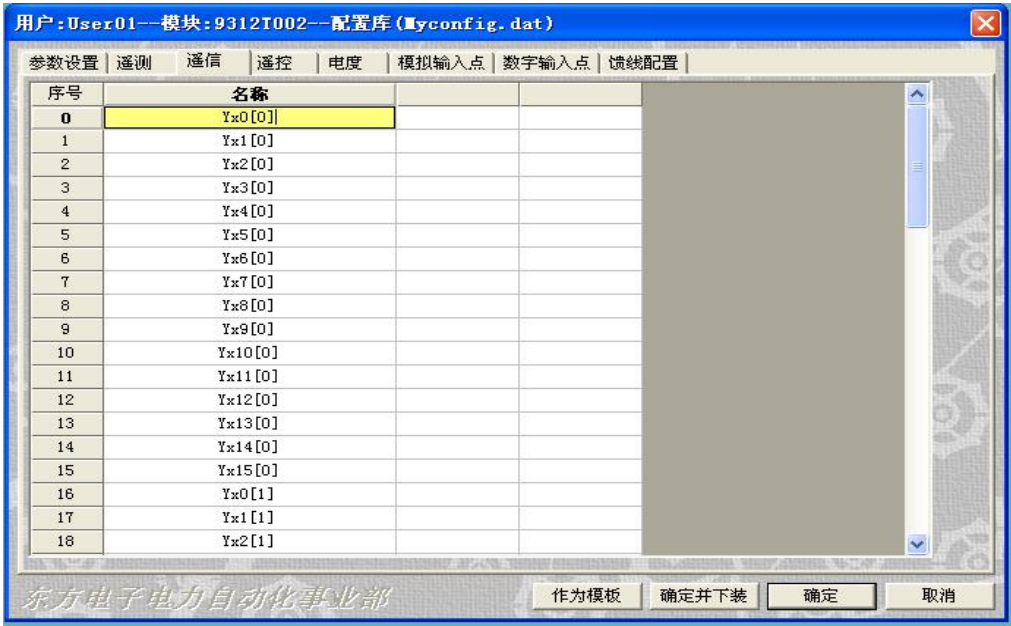 用户:User01--模块:9312T002--配置库(Myconfig.dat)
参数设置 遥测 遥信 遥控 电度 模拟输入点 数字输入点 馈线配置
序号 名称
0 Yx0[0]
1 Yx1[0]
2 Yx2[0]
3 Yx3[0]
4 Yx4[0]
5 Yx5[0]
6 Yx6[0]
7 Yx7[0]
8 Yx8[0]
9 Yx9[0]
10 Yx10[0]
11 Yx11[0]
12 Yx12[0]
13 Yx13[0]
14 Yx14[0]
15 Yx15[0]
16 Yx0[1]
17 Yx1[1]
18 Yx2[1]
东方电子电力自动化事业部 作为模板 确定并下装 确定 取消